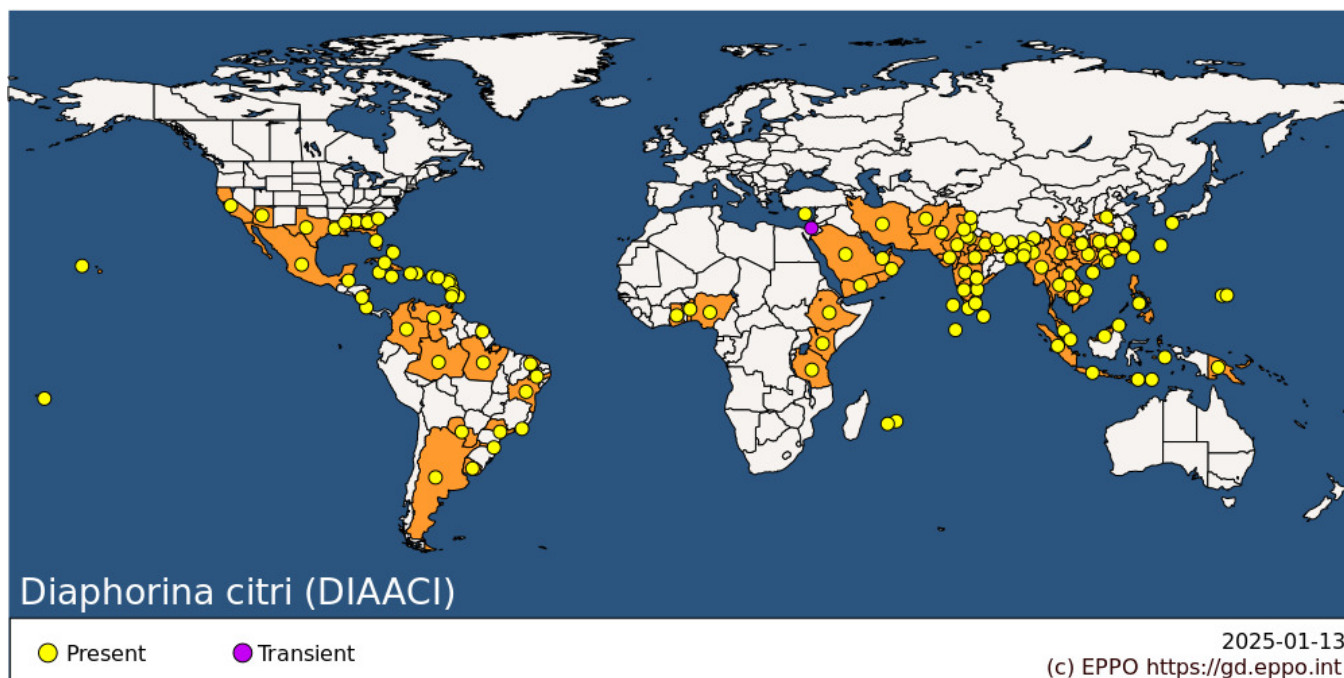 Diaphorina citri (DIAACI)
Present
Transient
2025-01-13
(c) EPPO https://gd.eppo.int